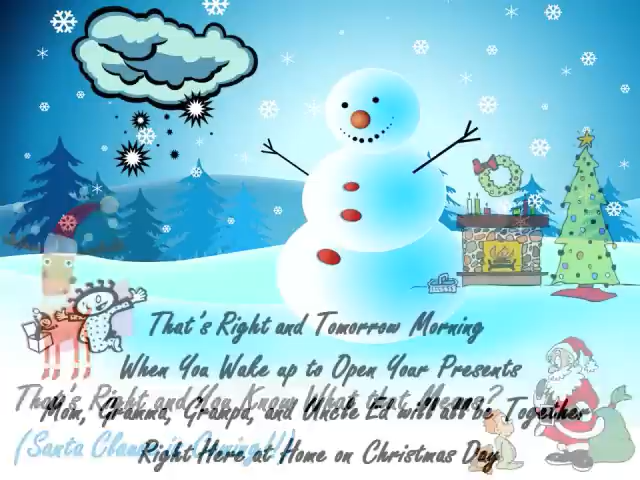 That's Right and Tomorrow Morning
When You Wake up to Open Your Presents
That's Right and You Know What that Means?
Mom, Gramma, Grampa, and Uncle Ed will all be Together
(Santa Claus is Coming!!!)
Right Here at Home on Christmas Day